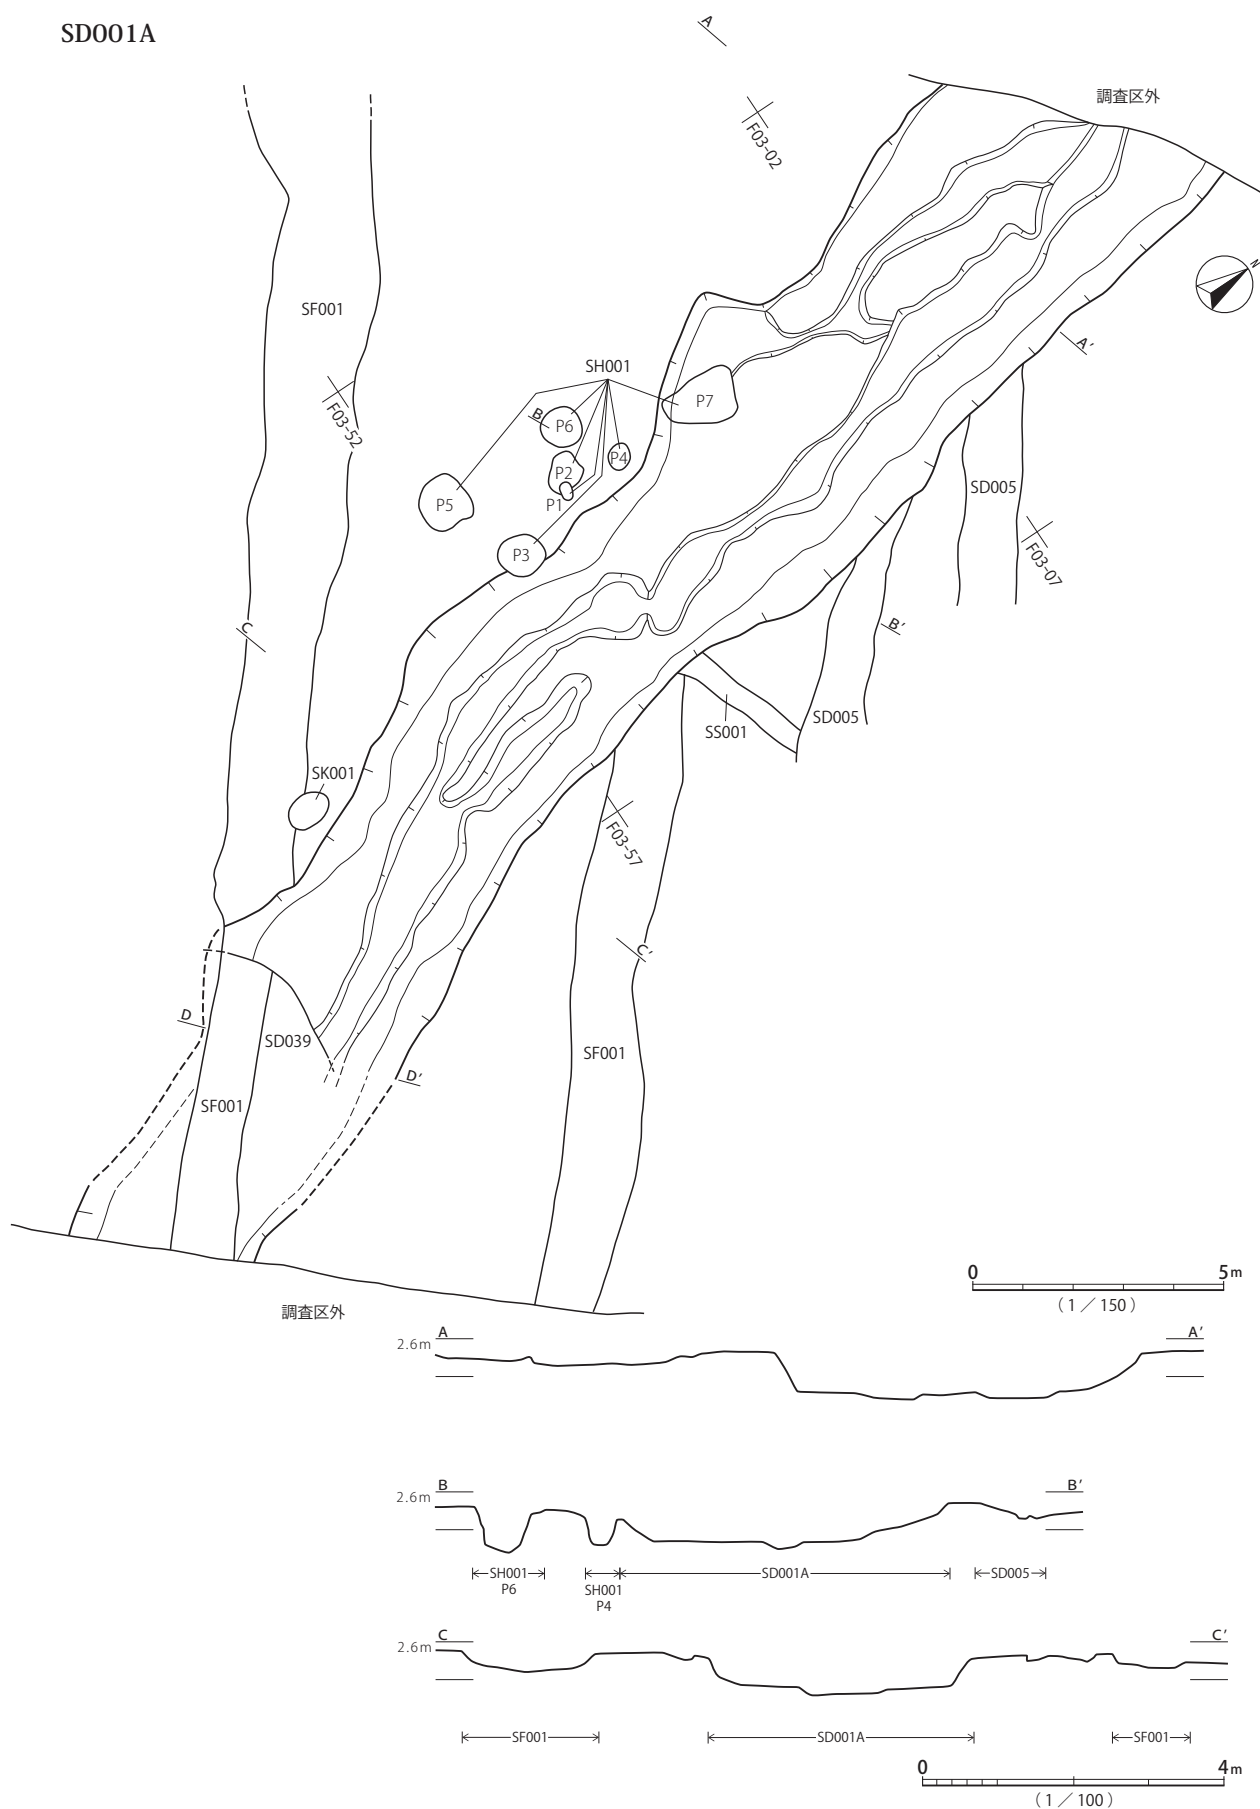 SD001A
A
調査区外
F03-02
N
SF001
A'
SH001
F03-52
B
P6
P7
P4
P2
P5
P1
SD005
P3
F03-07
C
B'
SS001
SD005
SK001
F03-57
C'
D
SD039
SF001
D'
SF001
0 5m
(1／150)
調査区外
A A'
2.6m
B B'
2.6m
SH001 P6
SH001 P4
SD001A
SD005
C C'
2.6m
SF001 SD001A SF001
0 4m
(1／100)